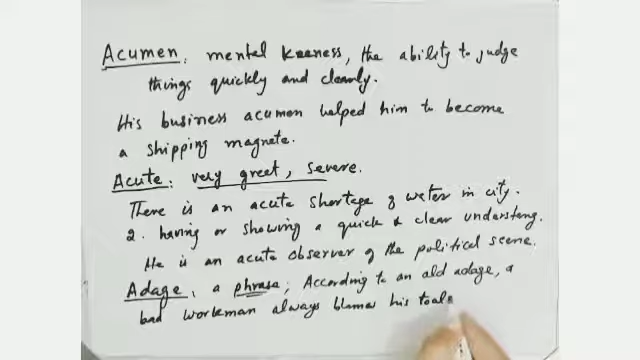 Acumen: mental keeness, the ability to judge
things quickly and clearly.
His business acumen helped him to become
a shipping magnete.
Acute: very great, severe.
There is an acute shortage of water in city.
2. having or showing a quick & clear understang.
He is an acute observer of the political scene.
Adage, a phrase; According to an old adage, a
bad workman always blames his tools